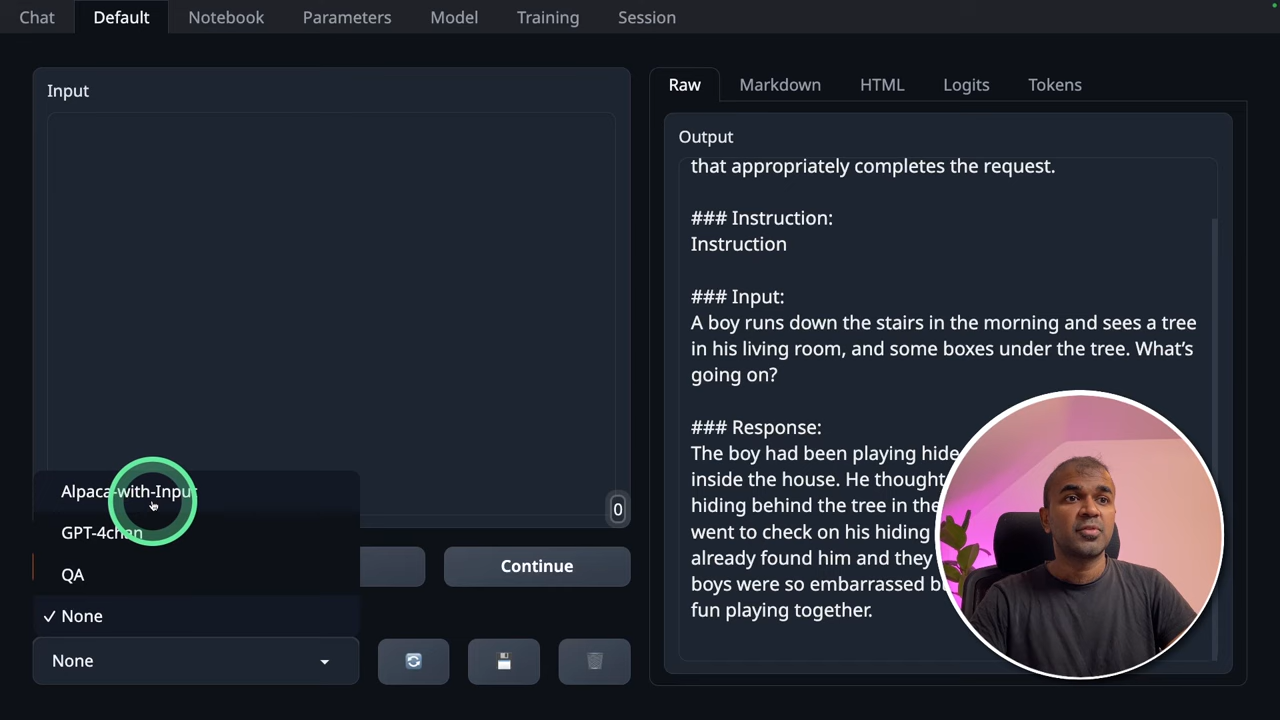 Chat Default Notebook Parameters Model Training Session
Input
0
Alpaca-with-Input
GPT-4chan
QA
✓ None
Continue
None
Raw Markdown HTML Logits Tokens
Output
that appropriately completes the request.
### Instruction:
Instruction
### Input:
A boy runs down the stairs in the morning and sees a tree
in his living room, and some boxes under the tree. What's
going on?
### Response:
The boy had been playing hide
inside the house. He thought
hiding behind the tree in the
went to check on his hiding
already found him and they
boys were so embarrassed
fun playing together.